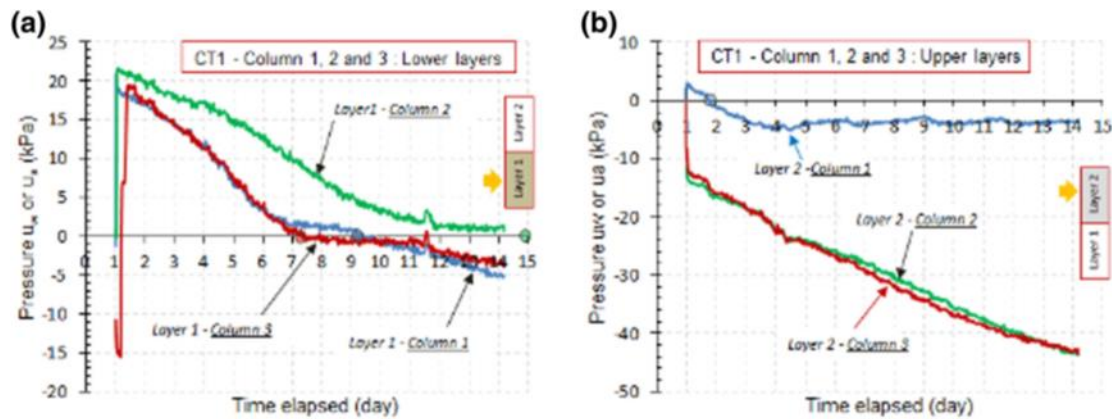 (a)
CT1 - Column 1, 2 and 3 : Lower layers
25
20
15
10
5
0
-5
-10
-15
-20
0 1 2 3 4 5 6 7 8 9 10 11 12 13 14 15
Pressure uw or ua (kPa)
Time elapsed (day)
Layer1 - Column 2
Layer 1 - Column 3
Layer 1 - Column 1
Layer 2
Layer 1
(b)
CT1 - Column 1, 2 and 3 : Upper layers
10
0
-10
-20
-30
-40
-50
0 1 2 3 4 5 6 7 8 9 10 11 12 13 14 15
Pressure uw or ua (kPa)
Time elapsed (day)
Layer 2 - Column 1
Layer 2 - Column 2
Layer 2 - Column 3
Layer 2
Layer 1